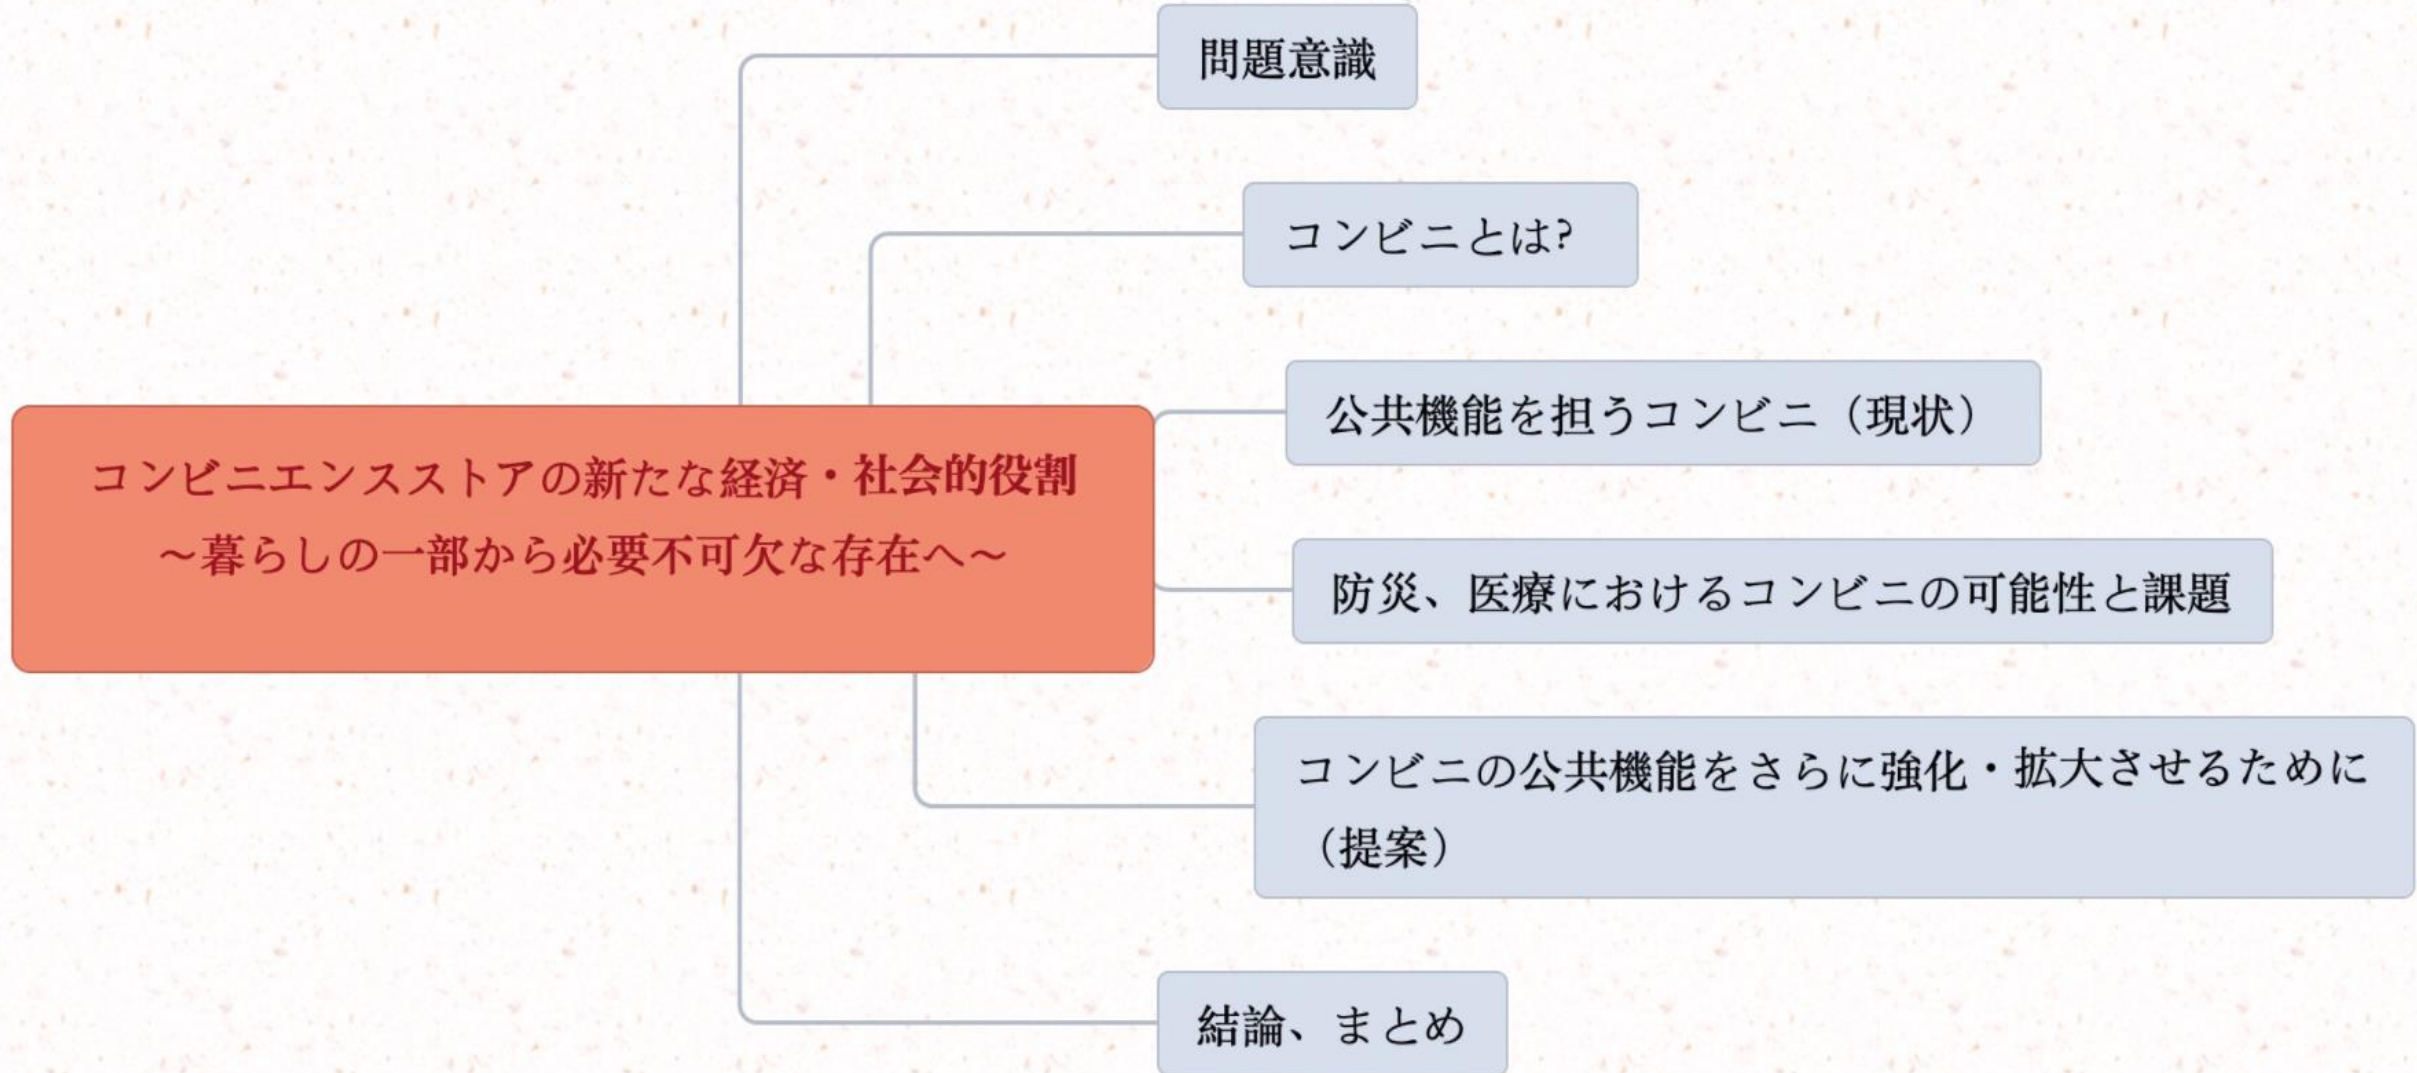 問題意識
コンビニとは?
公共機能を担うコンビニ（現状）
コンビニエンスストアの新たな経済・社会的役割
～暮らしの一部から必要不可欠な存在へ～
防災、医療におけるコンビニの可能性と課題
コンビニの公共機能をさらに強化・拡大させるために
（提案）
結論、まとめ